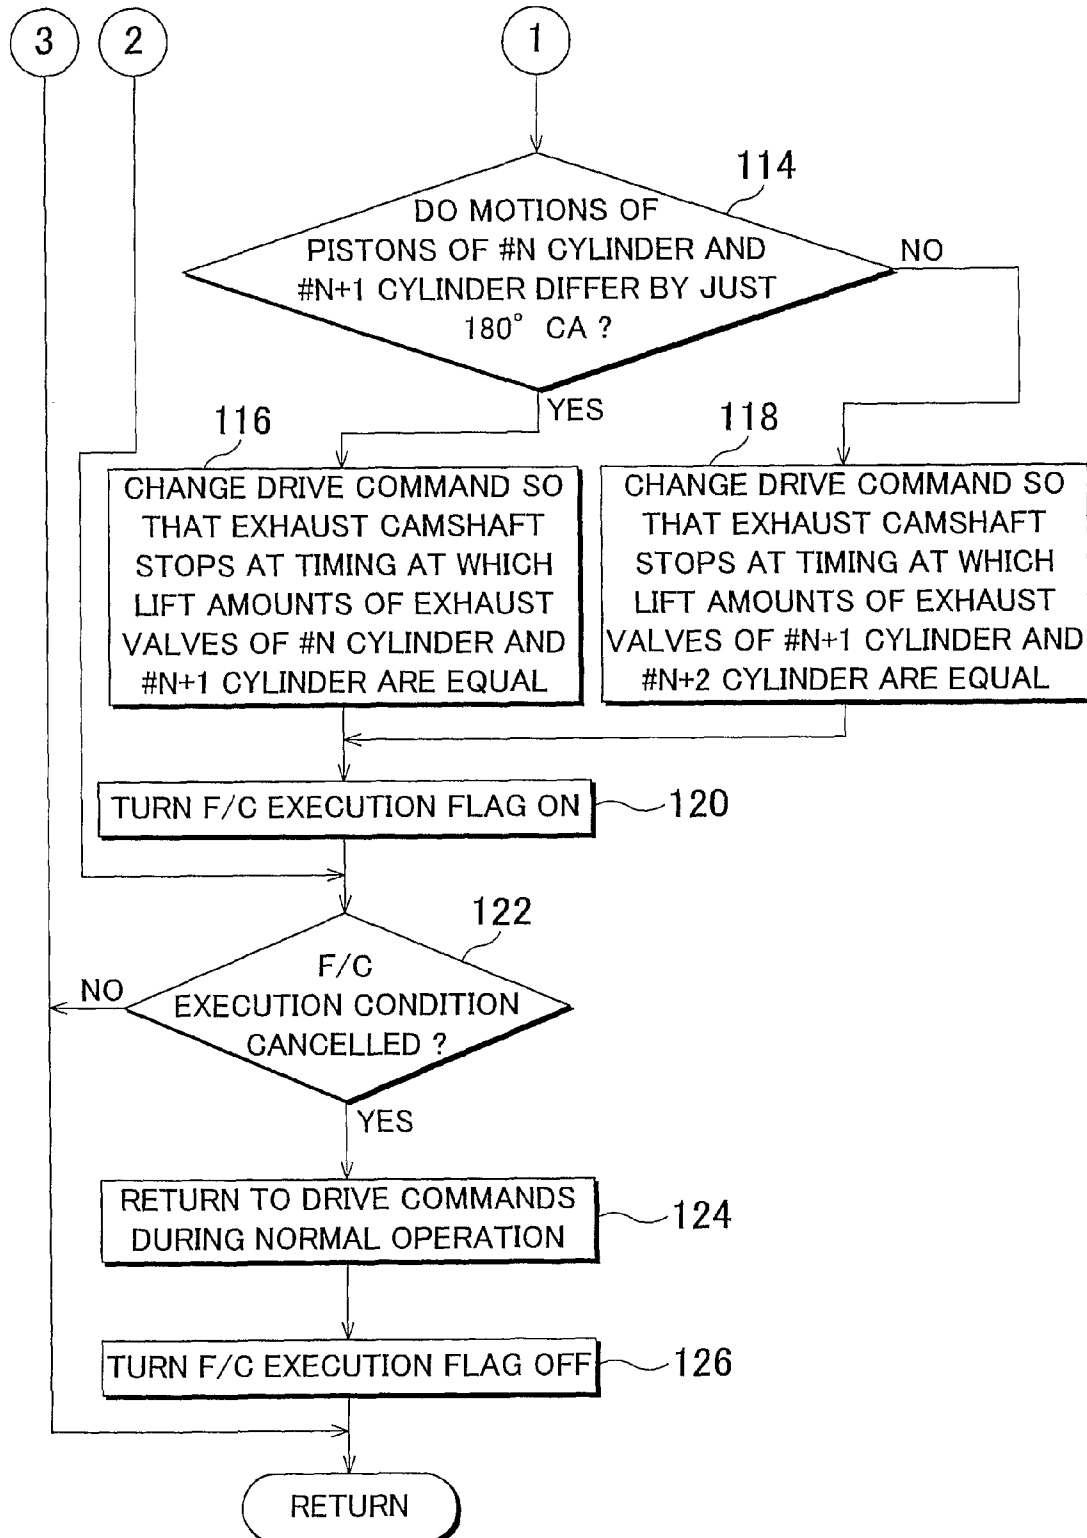 3
2
1
114
DO MOTIONS OF
PISTONS OF #N CYLINDER AND
#N+1 CYLINDER DIFFER BY JUST
180° CA ?
NO
YES
116
CHANGE DRIVE COMMAND SO
THAT EXHAUST CAMSHAFT
STOPS AT TIMING AT WHICH
LIFT AMOUNTS OF EXHAUST
VALVES OF #N CYLINDER AND
#N+1 CYLINDER ARE EQUAL
118
CHANGE DRIVE COMMAND SO
THAT EXHAUST CAMSHAFT
STOPS AT TIMING AT WHICH
LIFT AMOUNTS OF EXHAUST
VALVES OF #N+1 CYLINDER AND
#N+2 CYLINDER ARE EQUAL
TURN F/C EXECUTION FLAG ON
120
122
F/C
EXECUTION CONDITION
CANCELLED ?
NO
YES
RETURN TO DRIVE COMMANDS
DURING NORMAL OPERATION
124
TURN F/C EXECUTION FLAG OFF
126
RETURN